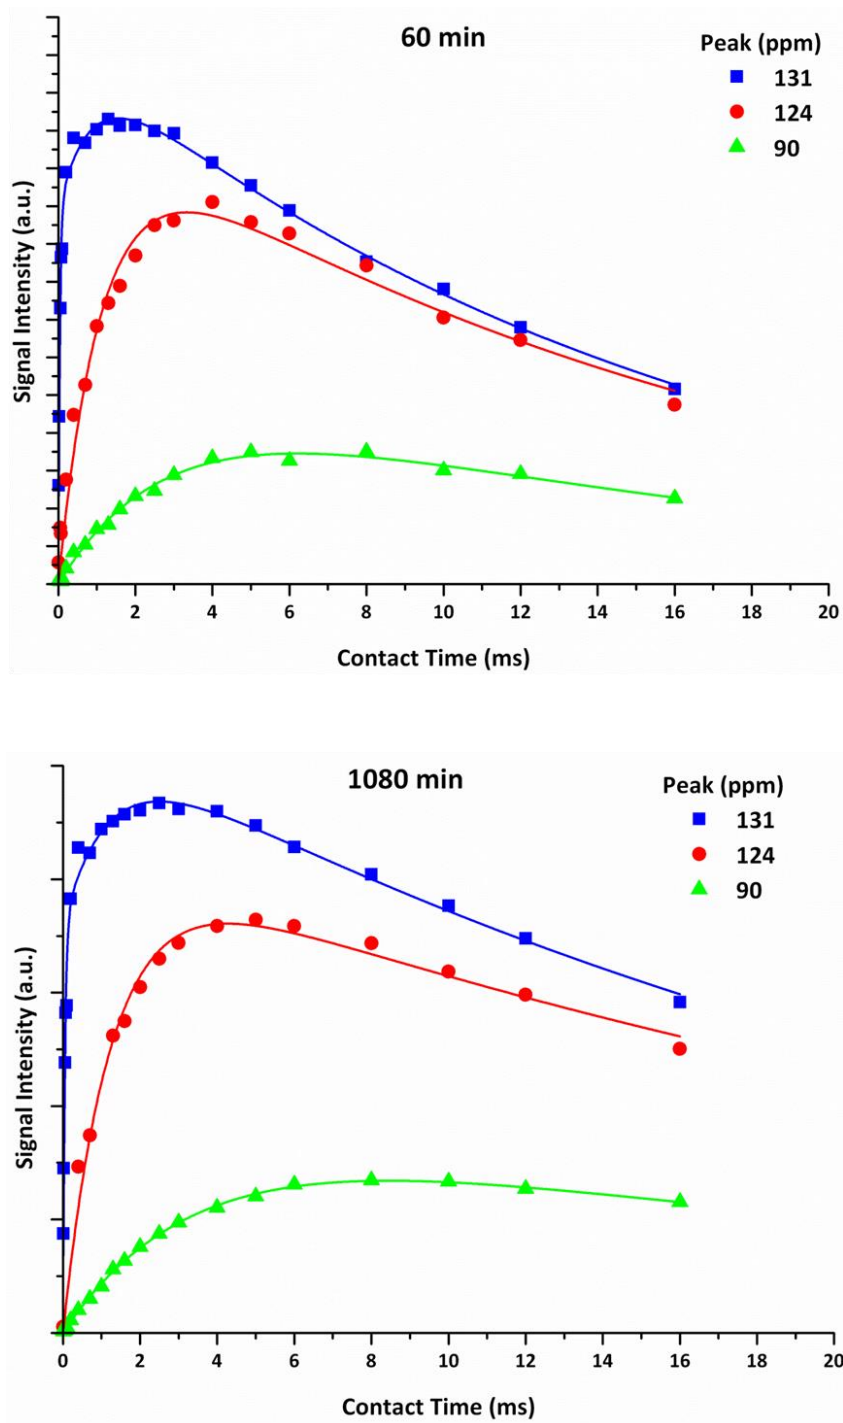 60 min
Peak (ppm)
131
124
90
Signal Intensity (a.u.)
0 2 4 6 8 10 12 14 16 18 20
Contact Time (ms)
1080 min
Peak (ppm)
131
124
90
Signal Intensity (a.u.)
0 2 4 6 8 10 12 14 16 18 20
Contact Time (ms)